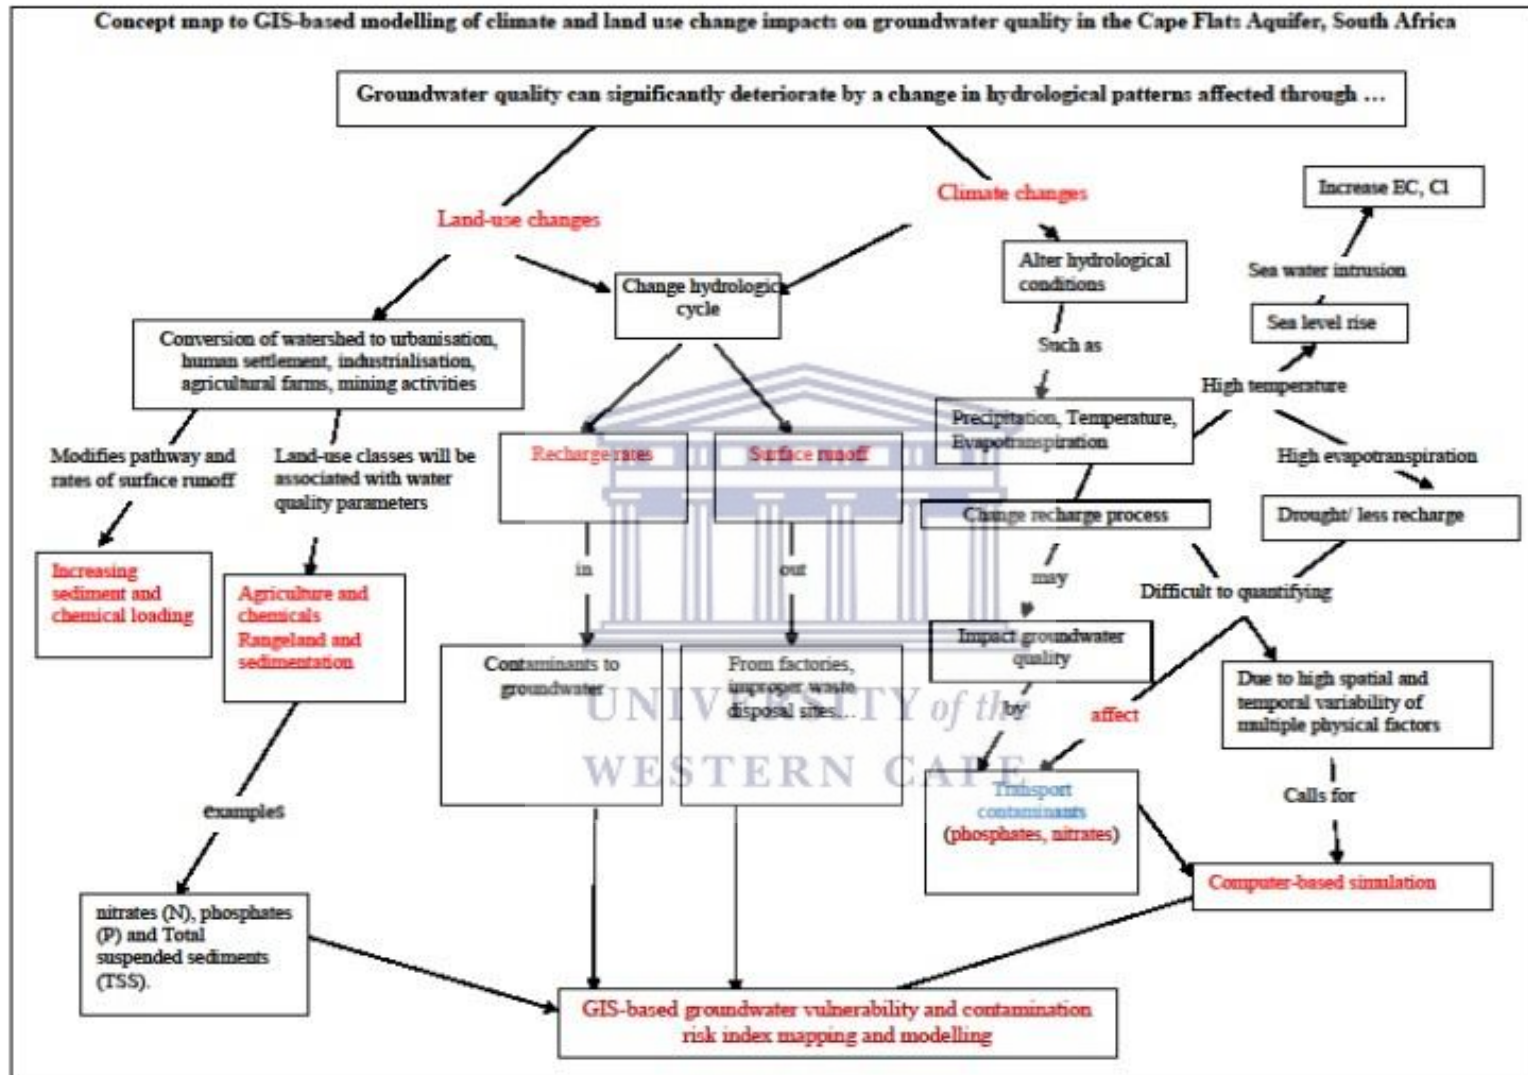 Concept map to GIS-based modelling of climate and land use change impacts on groundwater quality in the Cape Flats Aquifer, South Africa
Groundwater quality can significantly deteriorate by a change in hydrological patterns affected through ...
Land-use changes
Climate changes
Increase EC, Cl
Change hydrologic
cycle
Alter hydrological
conditions
Sea water intrusion
Sea level rise
Conversion of watershed to urbanisation,
human settlement, industrialisation,
agricultural farms, mining activities
Such as
High temperature
Precipitation, Temperature,
Evapotranspiration
Modifies pathway and
rates of surface runoff
Land-use classes will be
associated with water
quality parameters
Recharge rates
Surface runoff
High evapotranspiration
Change recharge process
Drought/ less recharge
Increasing
sediment and
chemical loading
Agriculture and
chemicals
Rangeland and
sedimentation
in
out
may
Difficult to quantifying
Impact groundwater
quality
Contaminants to
groundwater
From factories,
improper waste
disposal sites...
by
affect
Due to high spatial and
temporal variability of
multiple physical factors
UNIVERSITY of the
WESTERN CAPE
Transport
contaminants
(phosphates, nitrates)
Calls for
examples
Computer-based simulation
nitrates (N), phosphates
(P) and Total
suspended sediments
(TSS).
GIS-based groundwater vulnerability and contamination
risk index mapping and modelling